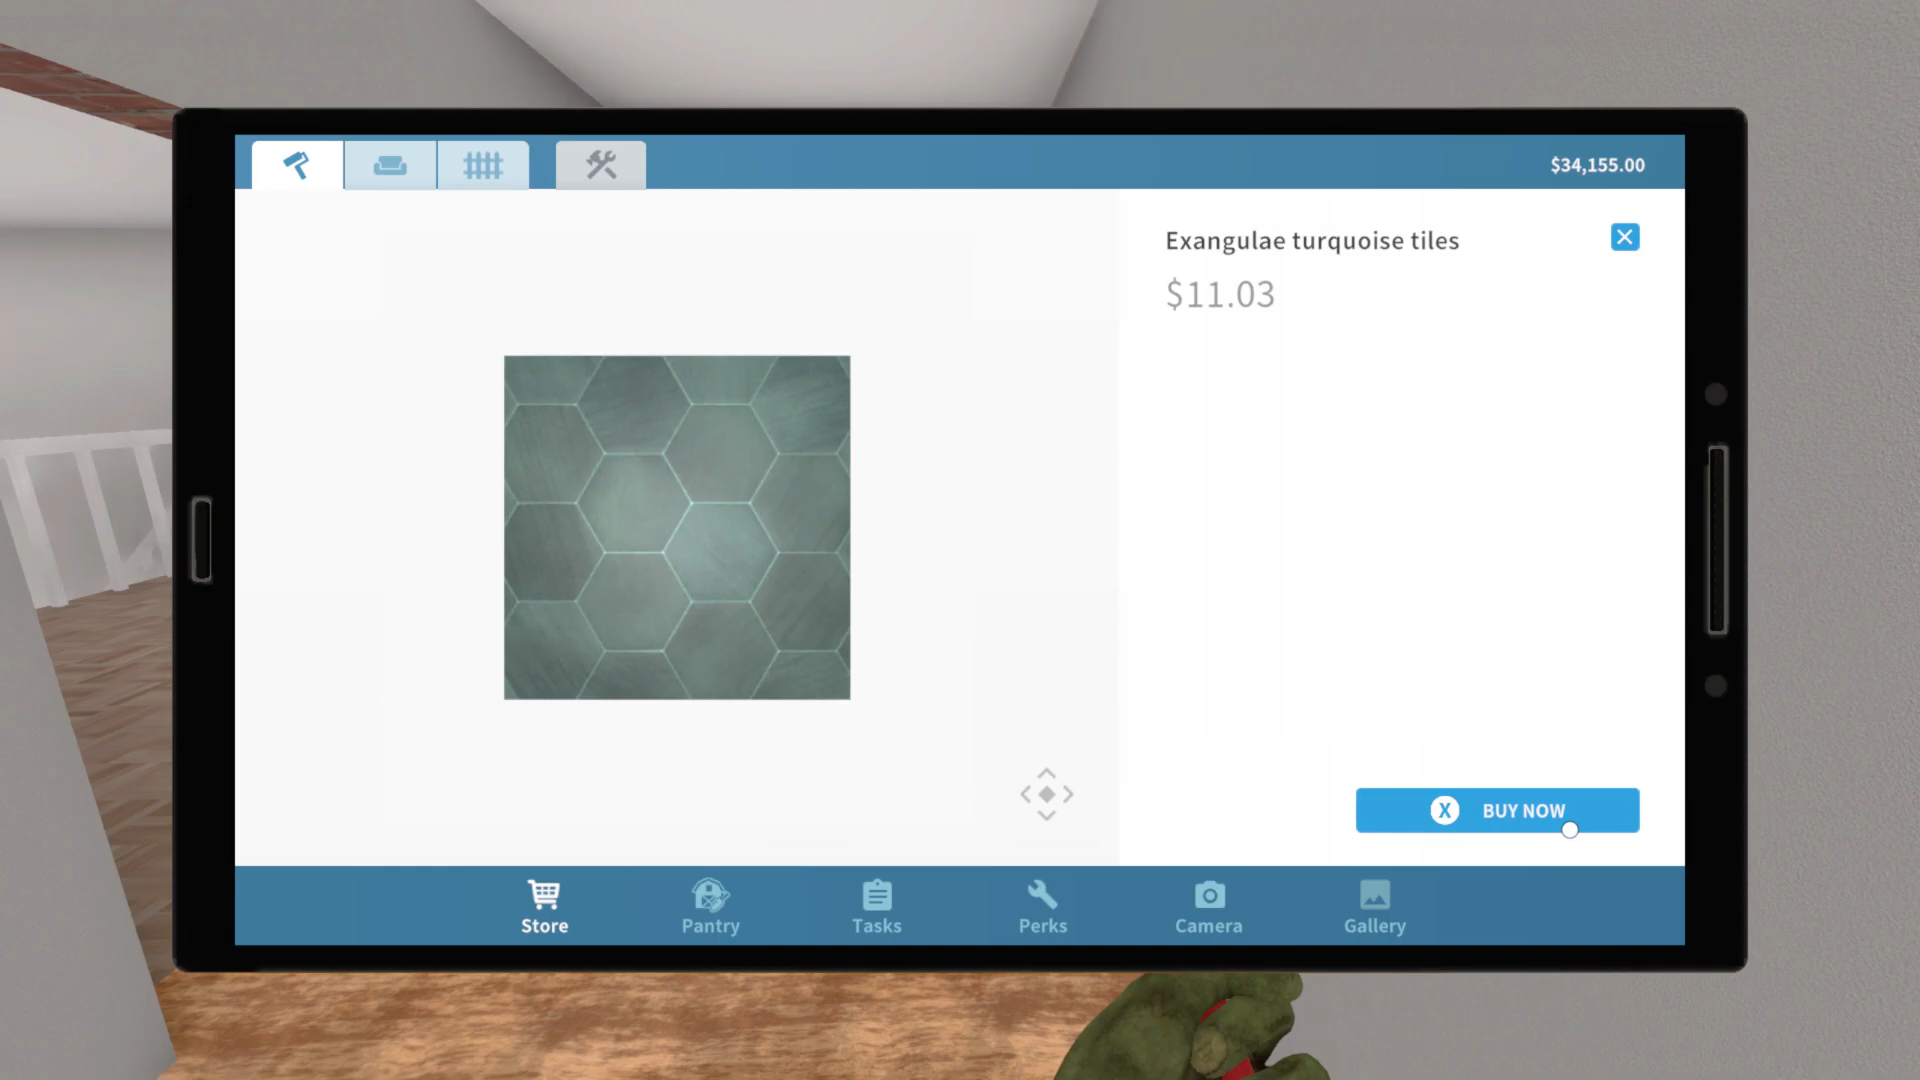 $34,155.00
Exangulae turquoise tiles
$11.03
X BUY NOW
Store Pantry Tasks Perks Camera Gallery